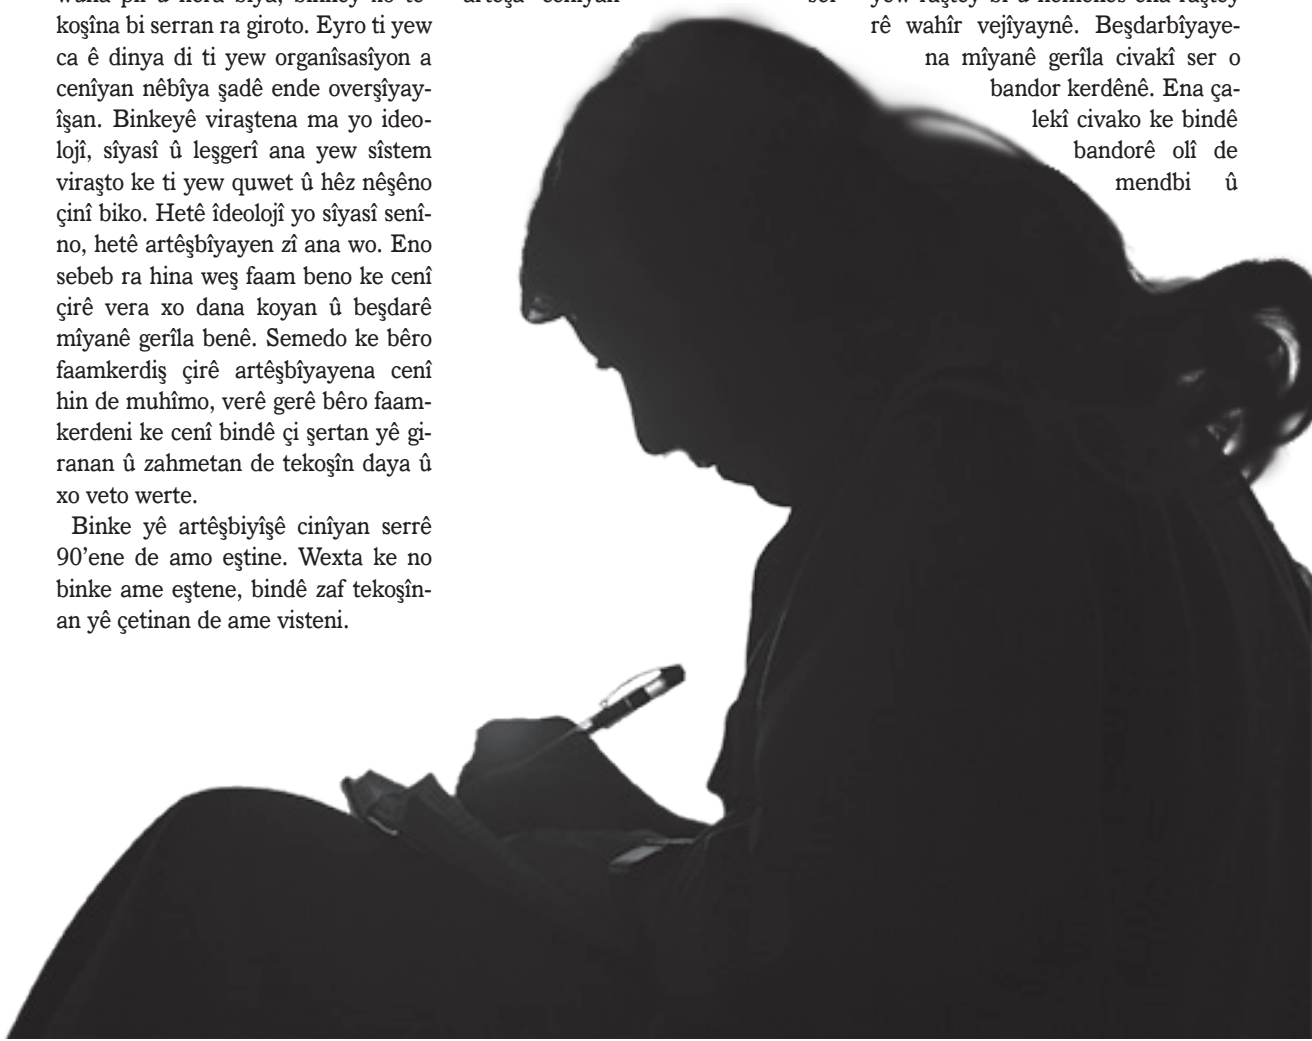 koşîna bi serran ra giroto. Eyro ti yew
ca ê dinya di ti yew organîsasîyon a
cenîyan nêbîya şadê ende overşîyay-
îşan. Binkeyê viraştena ma yo ideo-
lojî, sîyasî û leşgerî ana yew sîstem
viraşto ke ti yew quwet û hêz nêşêno
çinî biko. Hetê îdeolojî yo sîyasî senî-
no, hetê artêşbîyayen zî ana wo. Eno
sebeb ra hina weş faam beno ke cenî
çirê vera xo dana koyan û beşdarê
mîyanê gerîla benê. Semedo ke bêro
faamkerdiş çirê artêşbîyayena cenî
hin de muhîmo, verê gerê bêro faam-
kerdeni ke cenî bindê çi şertan yê gi-
ranan û zahmetan de tekoşîn daya û
xo veto werte.
Binke yê artêşbiyîşê cinîyan serrê
90’ene de amo eştine. Wexta ke no
binke ame eştene, bindê zaf tekoşîn-
an yê çetinan de ame visteni.
rê wahîr vejîyaynê. Beşdarbîyaye-
na mîyanê gerîla civakî ser o
bandor kerdênê. Ena ça-
lekî civako ke bindê
bandorê olî de
mendbi û